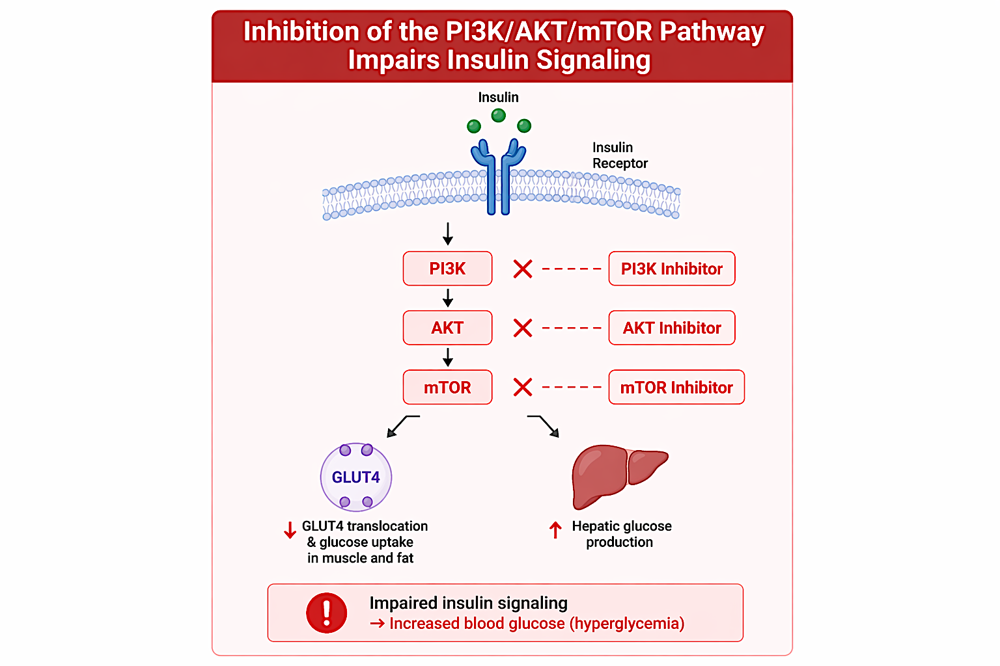 Inhibition of the PI3K/AKT/mTOR Pathway
Impairs Insulin Signaling
Insulin
Insulin
Receptor
PI3K
PI3K Inhibitor
AKT
AKT Inhibitor
mTOR
mTOR Inhibitor
GLUT4
↓ GLUT4 translocation
& glucose uptake
in muscle and fat
↑ Hepatic glucose
production
Impaired insulin signaling
→ Increased blood glucose (hyperglycemia)